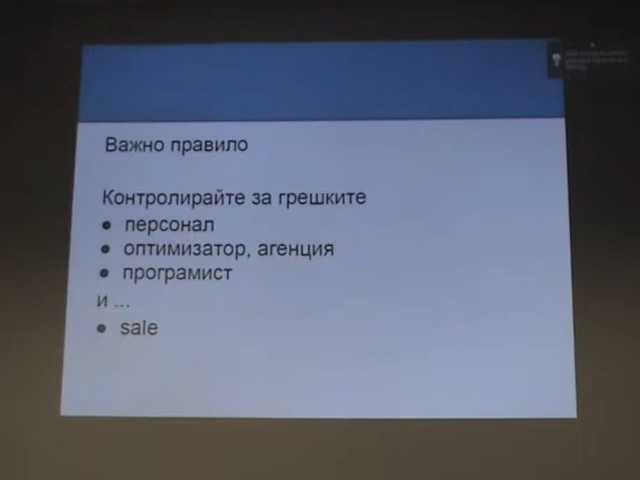 Важно правило
Контролирайте за грешките
● персонал
● оптимизатор, агенция
● програмист
и ...
● sale